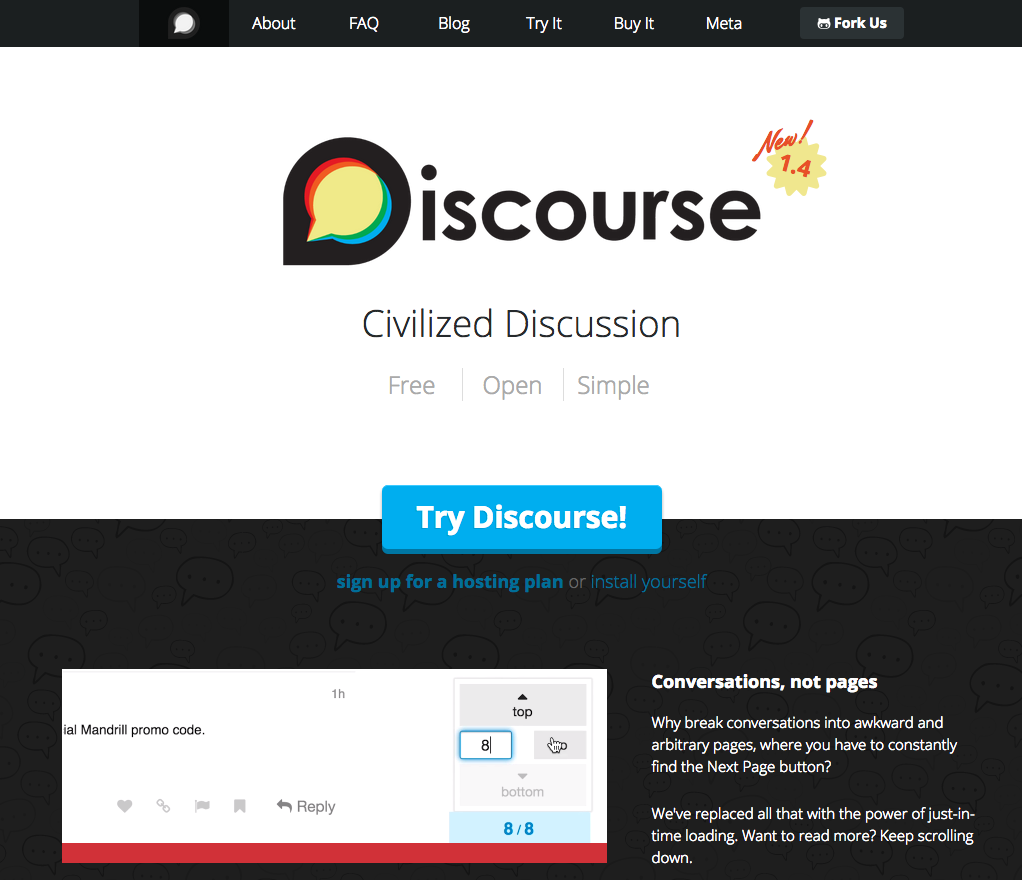 About FAQ Blog Try It Buy It Meta Fork Us
New!
1.4
Discourse
Civilized Discussion
Free Open Simple
Try Discourse!
sign up for a hosting plan or install yourself
1h
top
ial Mandrill promo code.
8
bottom
Reply
8 / 8
Conversations, not pages
Why break conversations into awkward and
arbitrary pages, where you have to constantly
find the Next Page button?
We've replaced all that with the power of just-in-
time loading. Want to read more? Keep scrolling
down.